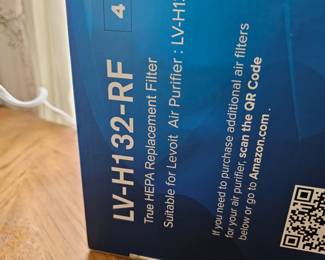 LV-H132-RF
4
True HEPA Replacement Filter
Suitable for Levoit Air Purifier : LV-H1
If you need to purchase additional air filters
for your air purifier, scan the QR Code
below or go to Amazon.com .